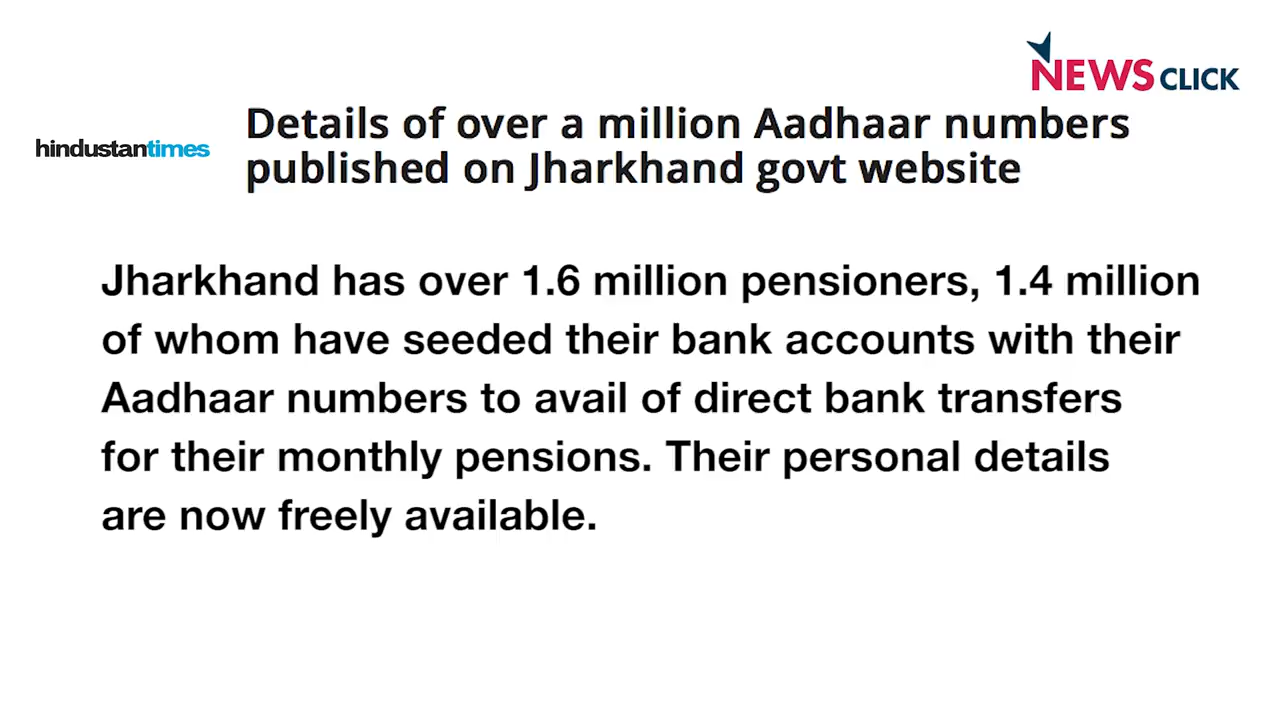 NEWSCLICK
Details of over a million Aadhaar numbers
hindustantimes
published on Jharkhand govt website
Jharkhand has over 1.6 million pensioners, 1.4 million
of whom have seeded their bank accounts with their
Aadhaar numbers to avail of direct bank transfers
for their monthly pensions. Their personal details
are now freely available.